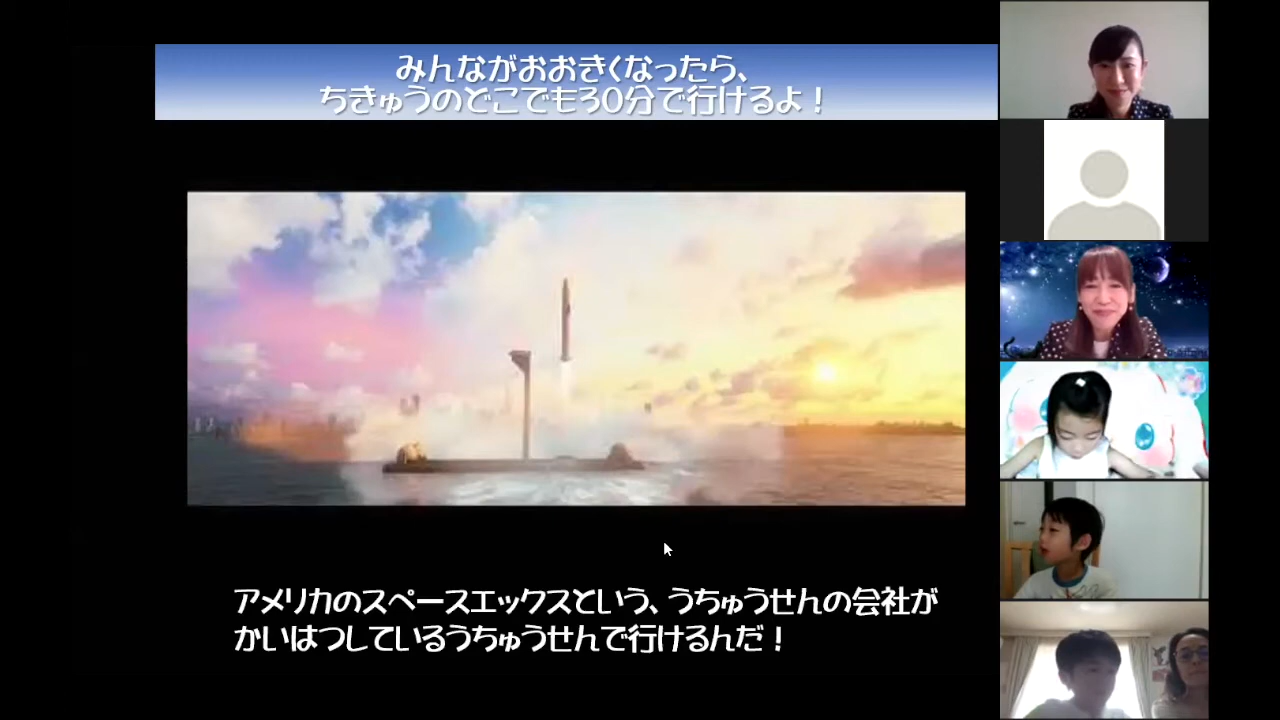 みんながおおきくなったら、
ちきゅうのどこでも30分で行けるよ！
アメリカのスペースエックスという、うちゅうせんの会社が
かいはつしているうちゅうせんで行けるんだ！